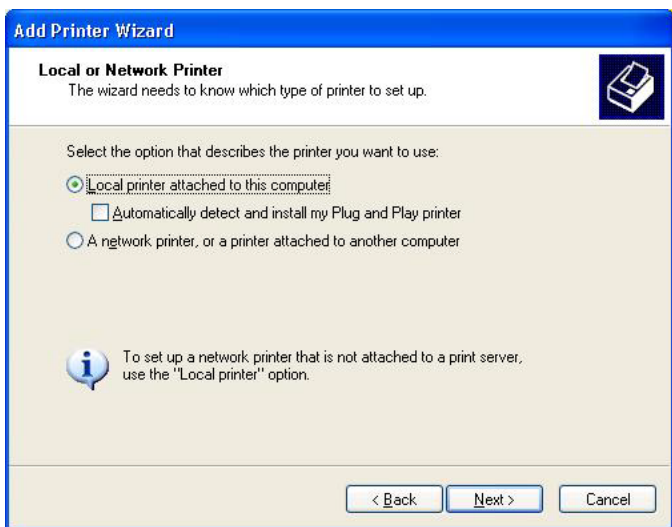 Add Printer Wizard
Local or Network Printer
The wizard needs to know which type of printer to set up.
Select the option that describes the printer you want to use:
Local printer attached to this computer
Automatically detect and install my Plug and Play printer
A network printer, or a printer attached to another computer
To set up a network printer that is not attached to a print server,
use the "Local printer" option.
< Back
Next >
Cancel